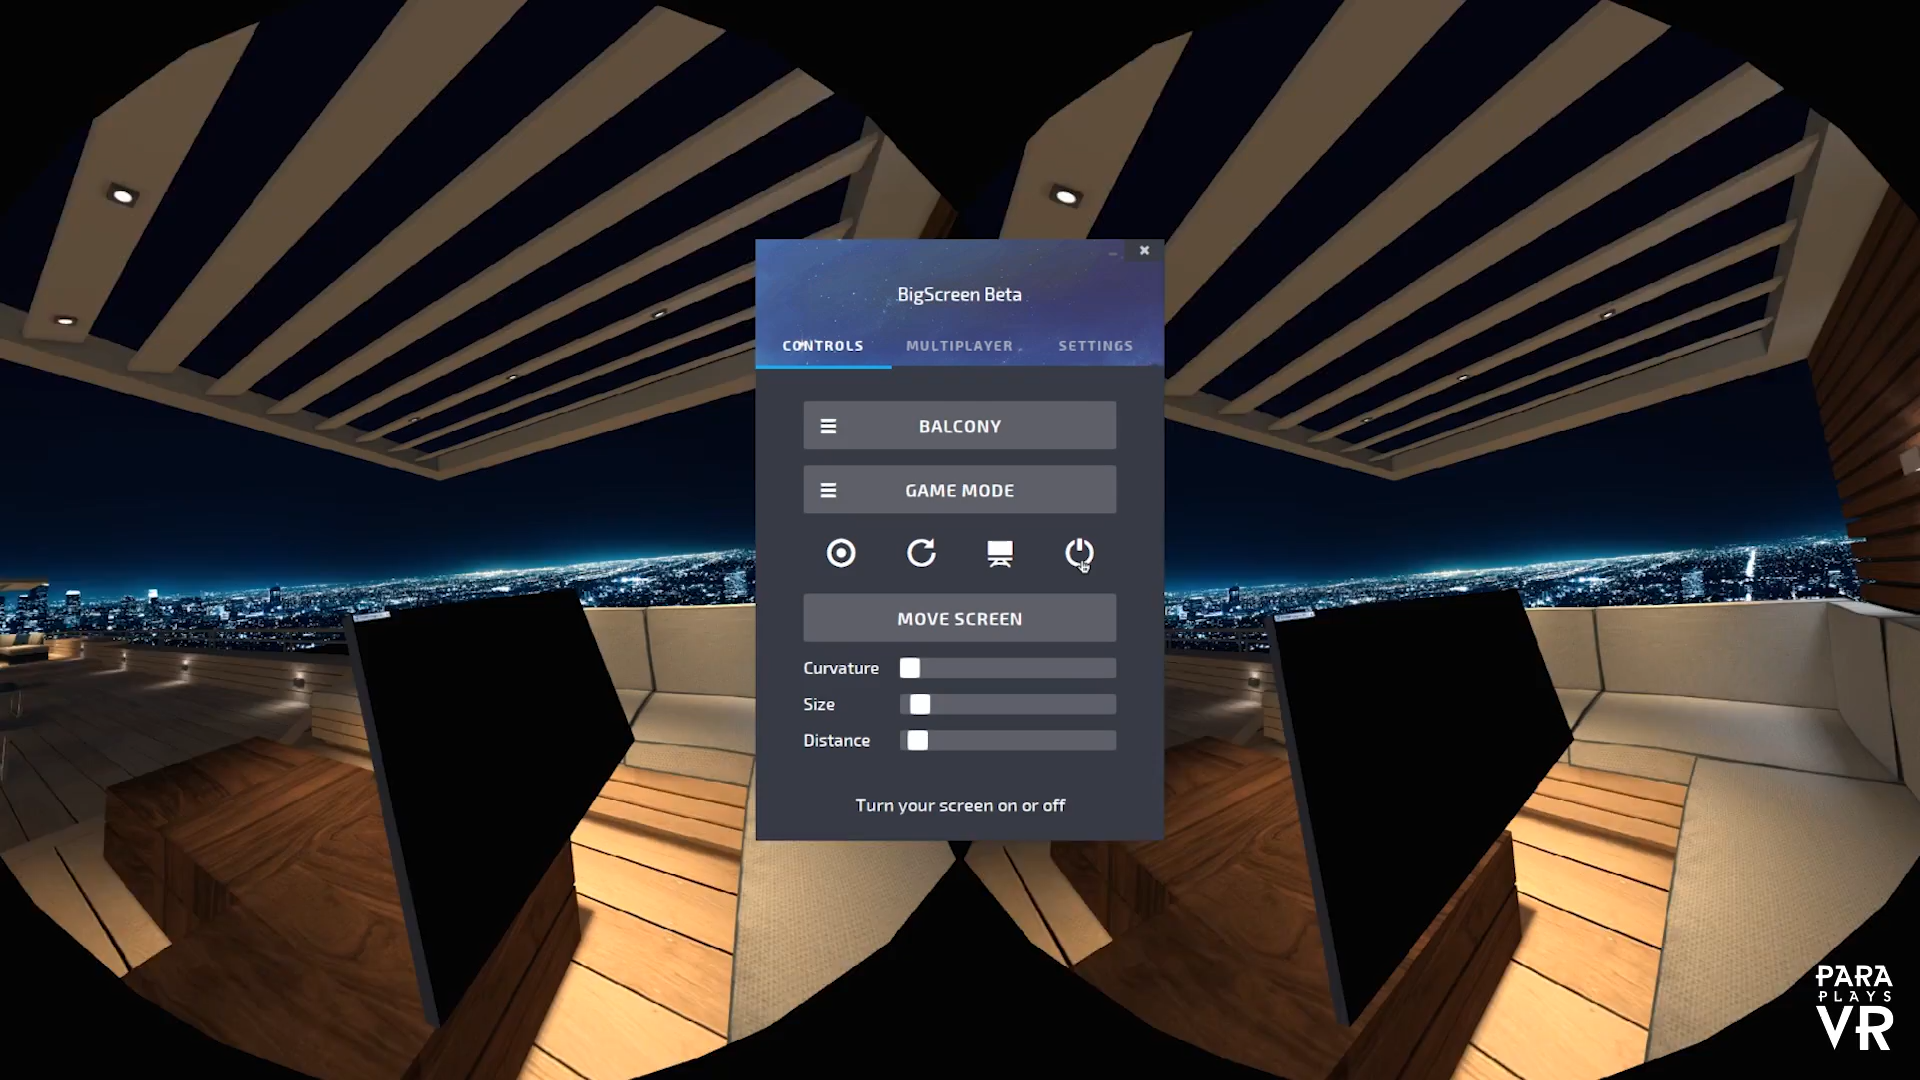 BigScreen Beta
CONTROLS MULTIPLAYER SETTINGS
BALCONY
GAME MODE
MOVE SCREEN
Curvature
Size
Distance
Turn your screen on or off
PARA
PLAYS
VR